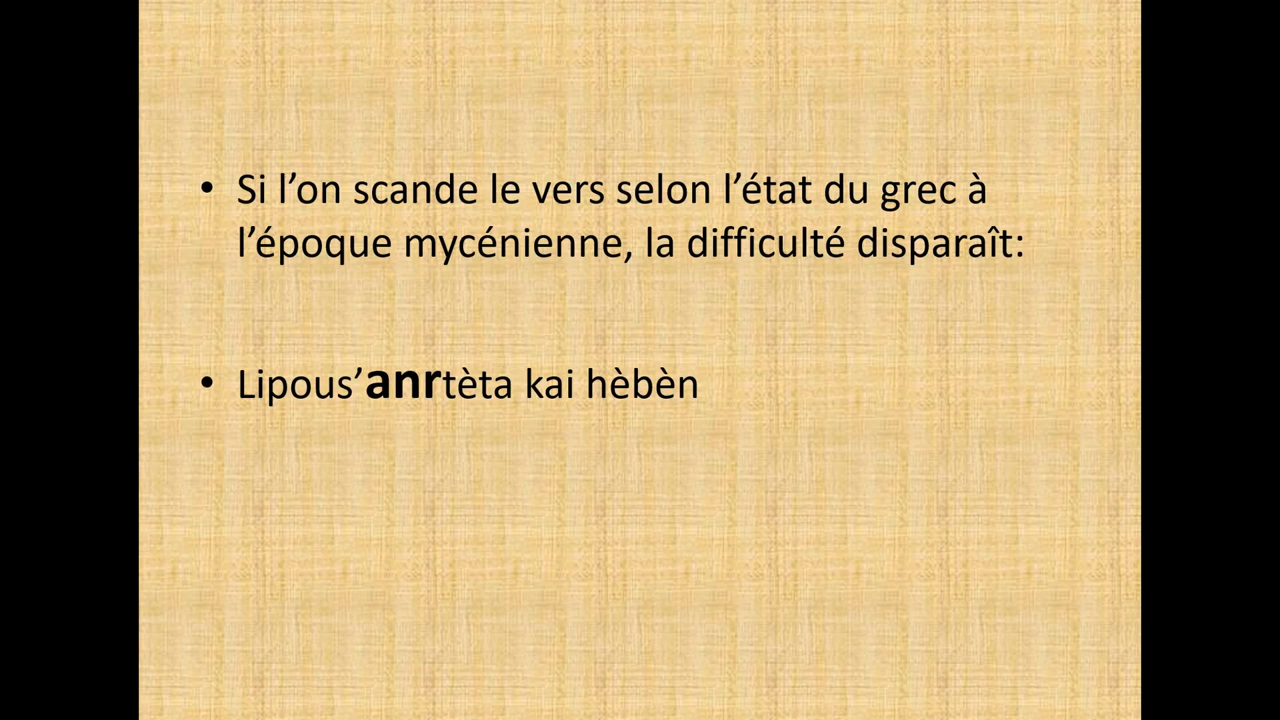 • Si l’on scande le vers selon l’état du grec à
l’époque mycénienne, la difficulté disparaît:
• Lipous’anrtèta kai hèbèn